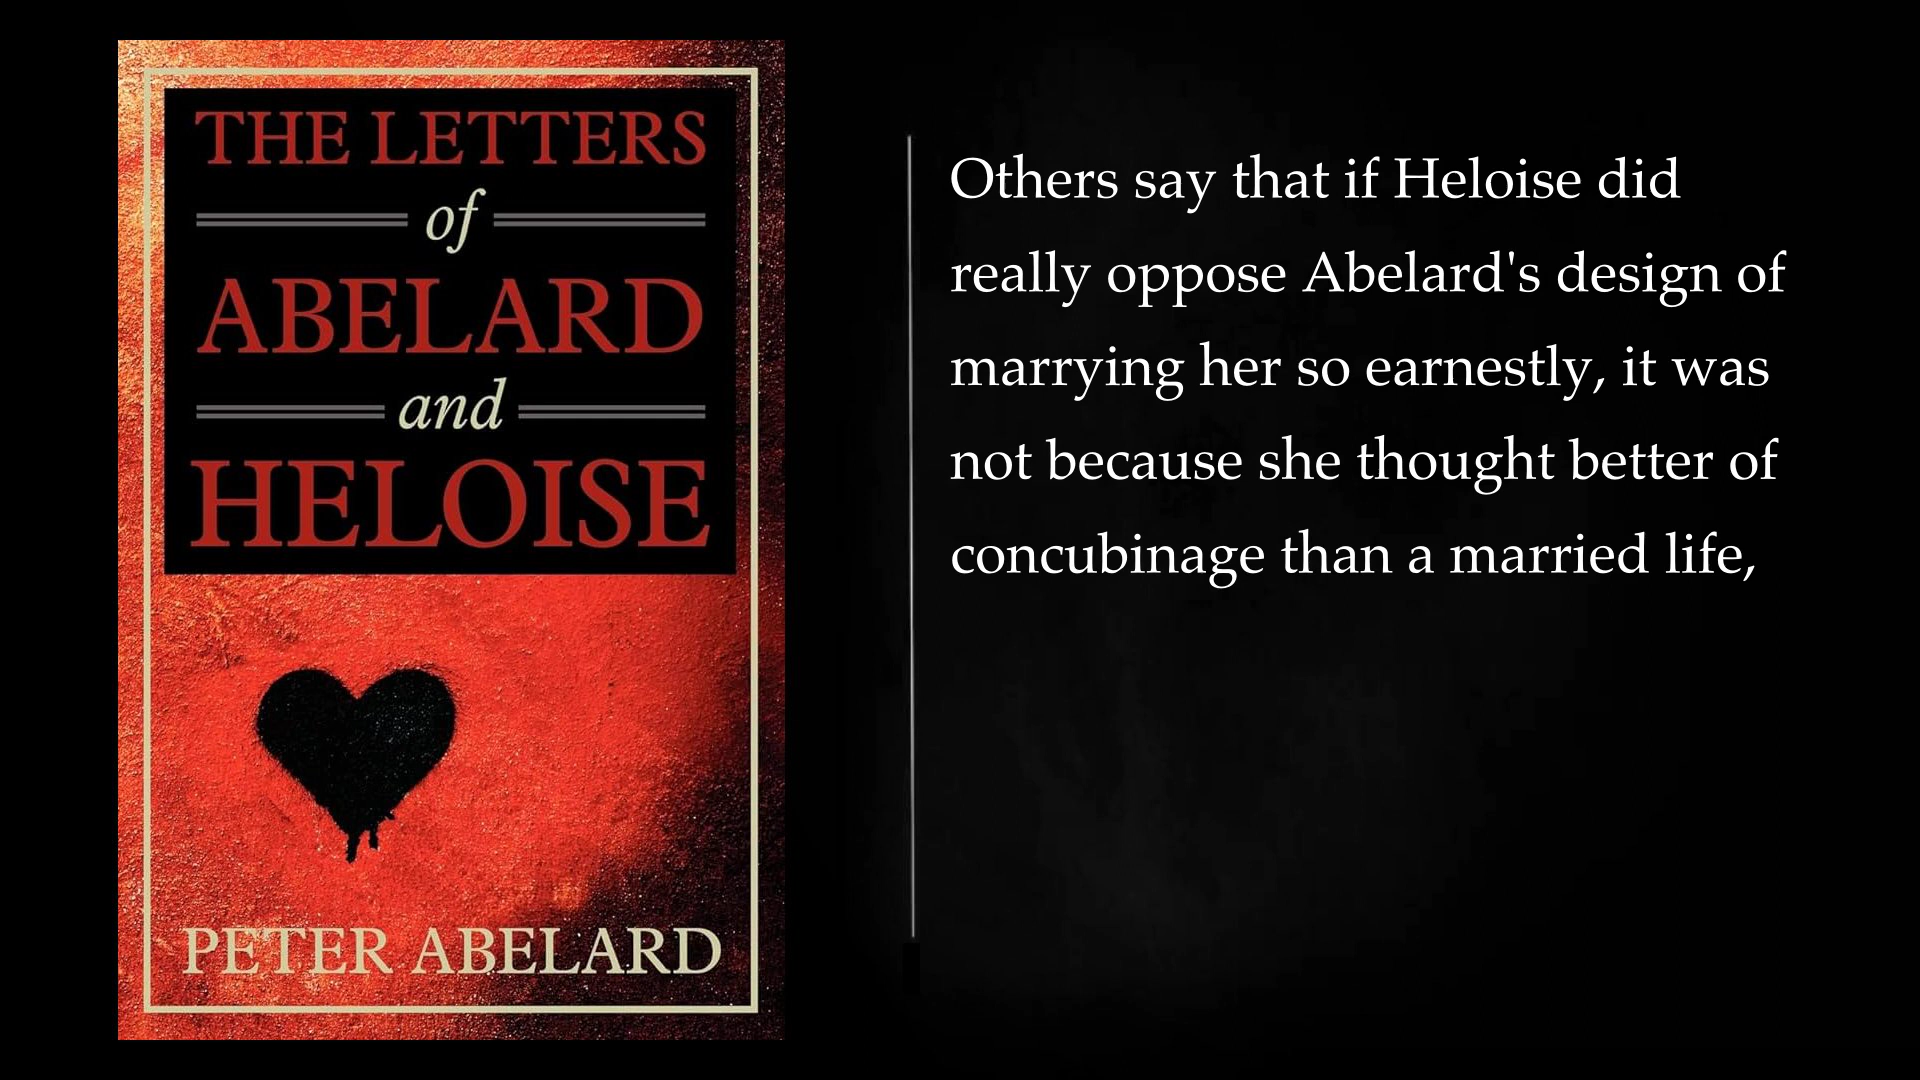 THE LETTERS
of
ABELARD
and
HELOISE
PETER ABELARD
Others say that if Heloise did
really oppose Abelard's design of
marrying her so earnestly, it was
not because she thought better of
concubinage than a married life,